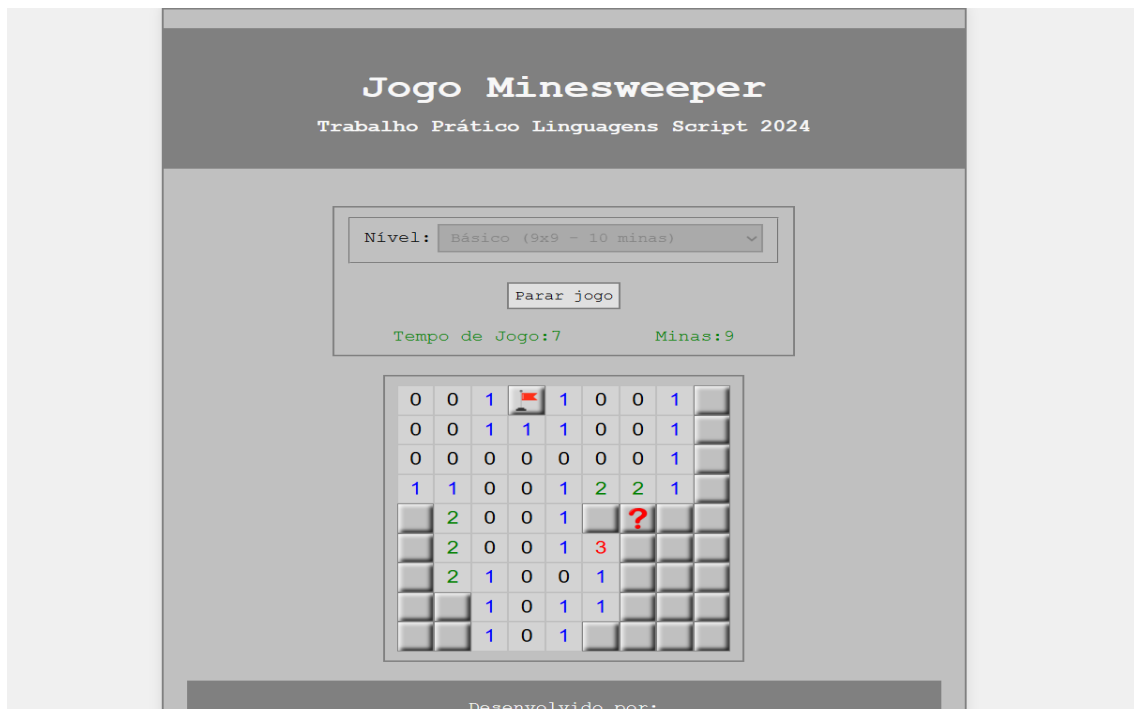 Jogo Minesweeper
Trabalho Prático Linguagens Script 2024
Nível: Básico (9x9 - 10 minas)
Parar jogo
Tempo de Jogo:7 Minas:9
0 0 1 1 0 0 1
0 0 1 1 1 0 0 1
0 0 0 0 0 0 0 1
1 1 0 0 1 2 2 1
2 0 0 1 ?
2 0 0 1 3
2 1 0 0 1
1 0 1 1
1 0 1
Desenvolvido por: